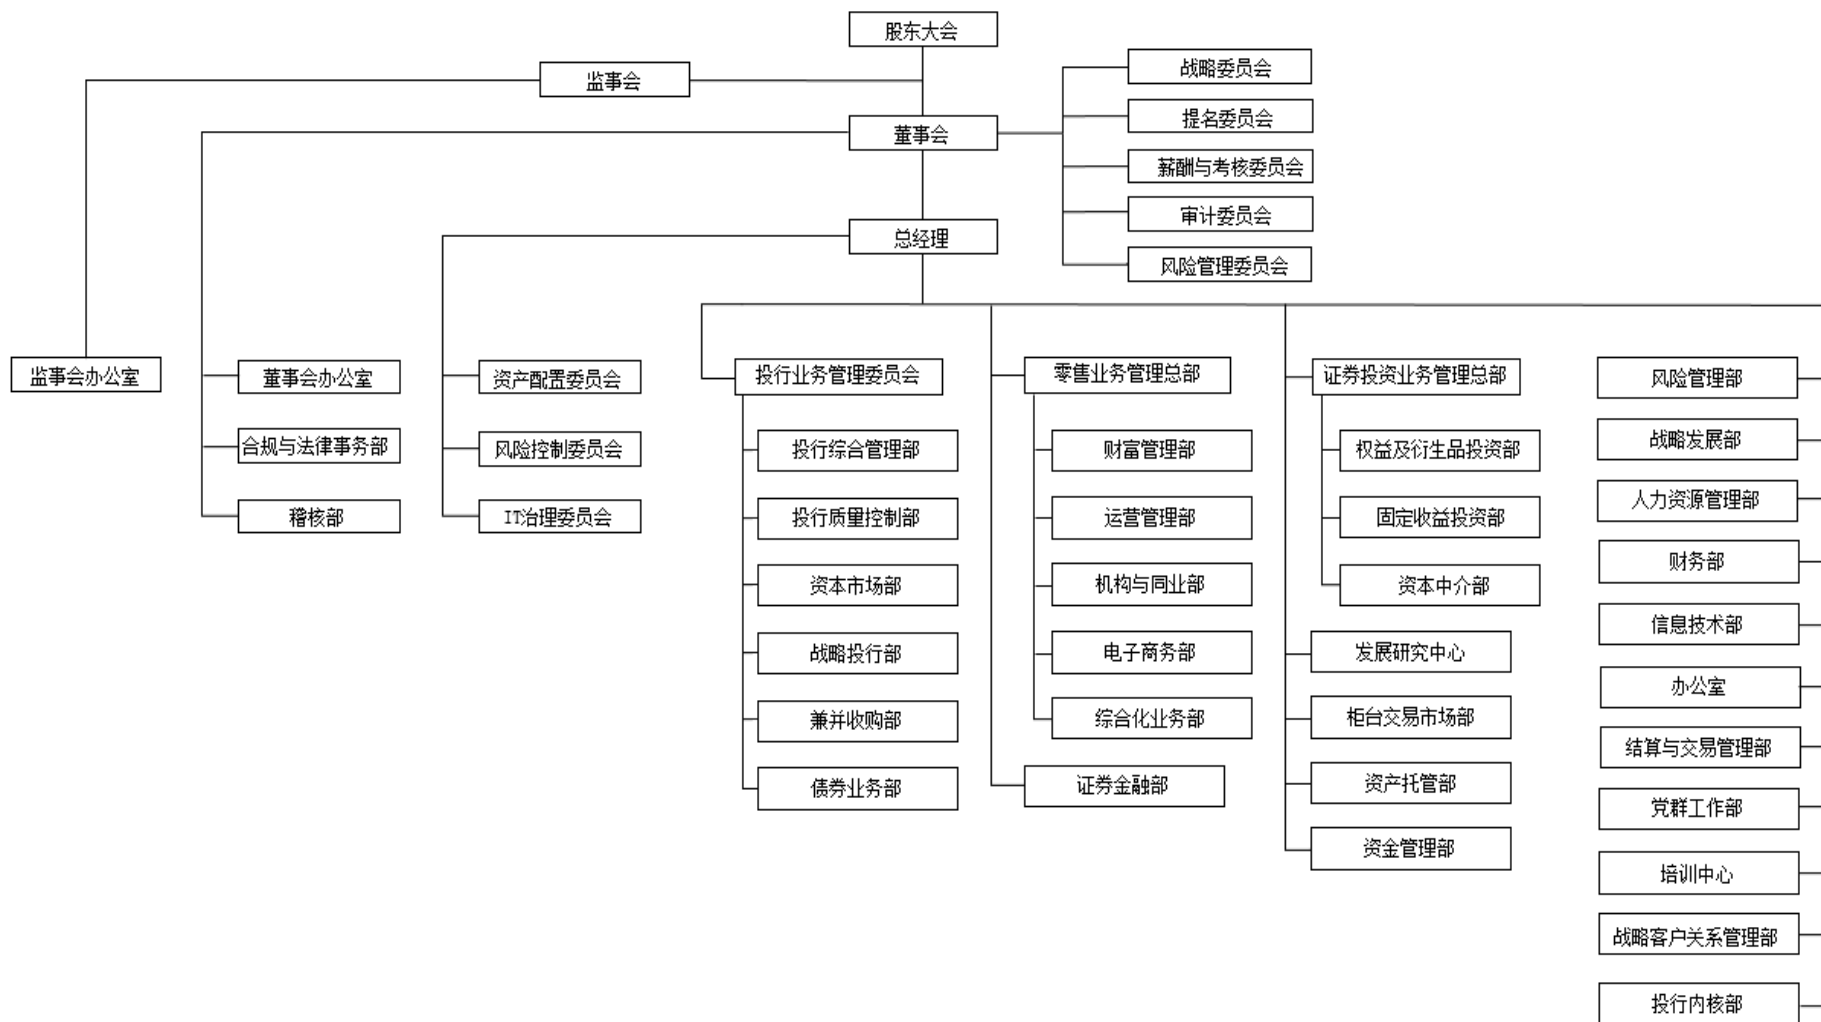 股东大会
监事会
董事会
战略委员会
提名委员会
薪酬与考核委员会
审计委员会
风险管理委员会
总经理
监事会办公室
董事会办公室
合规与法律事务部
稽核部
资产配置委员会
风险控制委员会
IT治理委员会
投行业务管理委员会
投行综合管理部
投行质量控制部
资本市场部
战略投行部
兼并收购部
债券业务部
零售业务管理总部
财富管理部
运营管理部
机构与同业部
电子商务部
综合化业务部
证券金融部
证券投资业务管理总部
权益及衍生品投资部
固定收益投资部
资本中介部
发展研究中心
柜台交易市场部
资产托管部
资金管理部
风险管理部
战略发展部
人力资源管理部
财务部
信息技术部
办公室
结算与交易管理部
党群工作部
培训中心
战略客户关系管理部
投行内核部